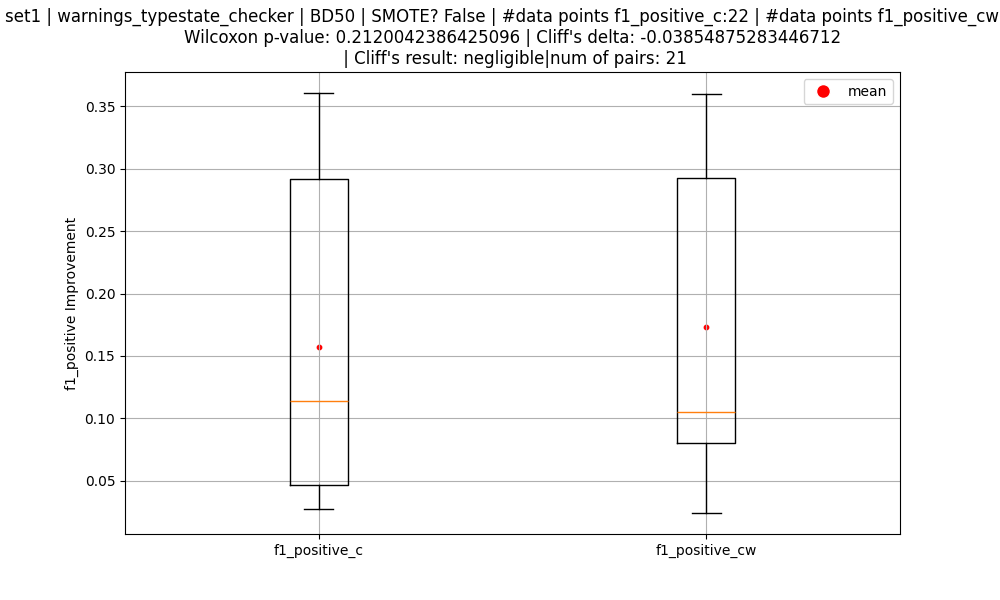 set1 | warnings_typestate_checker | BD50 | SMOTE? False | #data points f1_positive_c:22 | #data points f1_positive_cw
Wilcoxon p-value: 0.2120042386425096 | Cliff's delta: -0.03854875283446712
| Cliff's result: negligible|num of pairs: 21
mean
f1_positive Improvement
0.35
0.30
0.25
0.20
0.15
0.10
0.05
f1_positive_c
f1_positive_cw